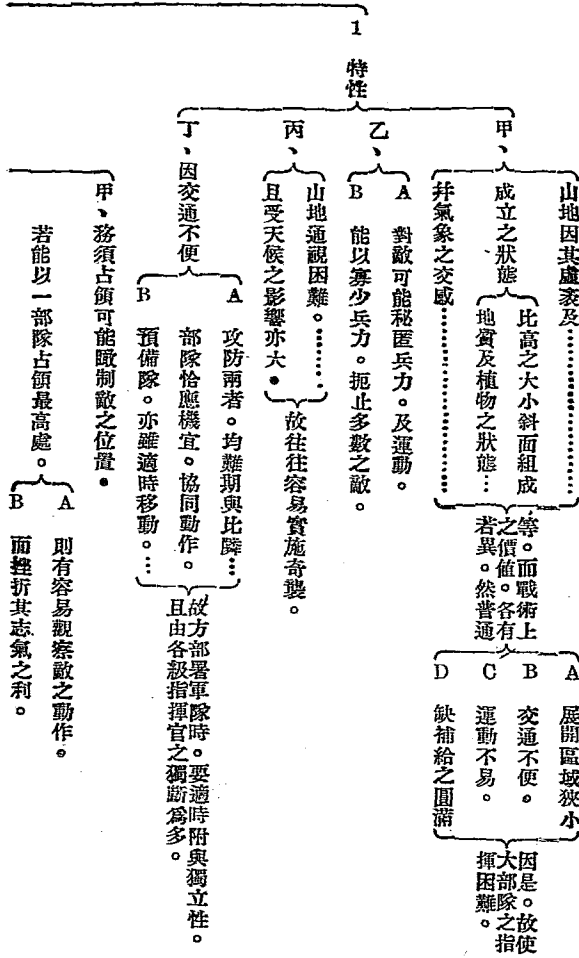 1 特性
甲、
山地因其廣袤及…………
成立之狀態
比高之大小斜面組成
地質及植物之狀態…
幷氣象之交感…………
等。而戰術上
之價值。各有
若異。然普通
A 展開區域狹小
B 交通不便。
C 運動不易。
D 缺補給之圓滿
因是。故使
大部隊之指
揮困難。
乙、
A 對敵可能秘匿兵力。及運動。
B 能以寡少兵力。扼止多數之敵。
丙、
山地通視困難。……
且受天候之影響亦大。
故往往容易實施奇襲。
丁、因交通不便
A 攻防兩者。均難期與比隣…
部隊恰應機宜。協同動作。
B 預備隊。亦雖適時移動。…
故方部署軍隊時。要適時附與獨立性。
且由各級指揮官之獨斷爲多。
甲、務須占領可能瞰制敵之位置。
若能以一部隊占領最高處。
A 則有容易觀察敵之動作。
B 而挫折其志氣之利。